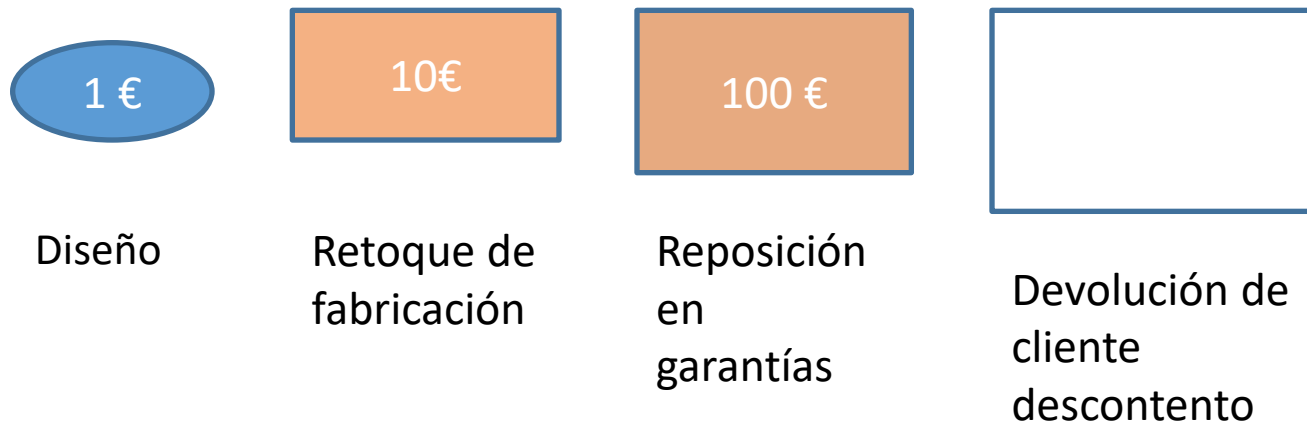 1 €
10€
100 €
Diseño
Retoque de
fabricación
Reposición
en
garantías
Devolución de
cliente
descontento